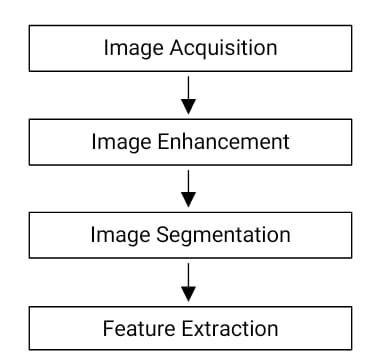 Image Acquisition
Image Enhancement
Image Segmentation
Feature Extraction